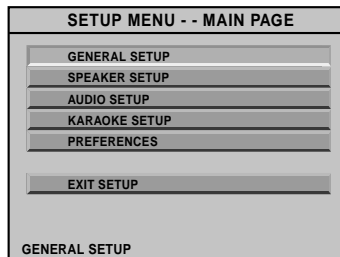 SETUP MENU - - MAIN PAGE
GENERAL SETUP
SPEAKER SETUP
AUDIO SETUP
KARAOKE SETUP
PREFERENCES
EXIT SETUP
GENERAL SETUP